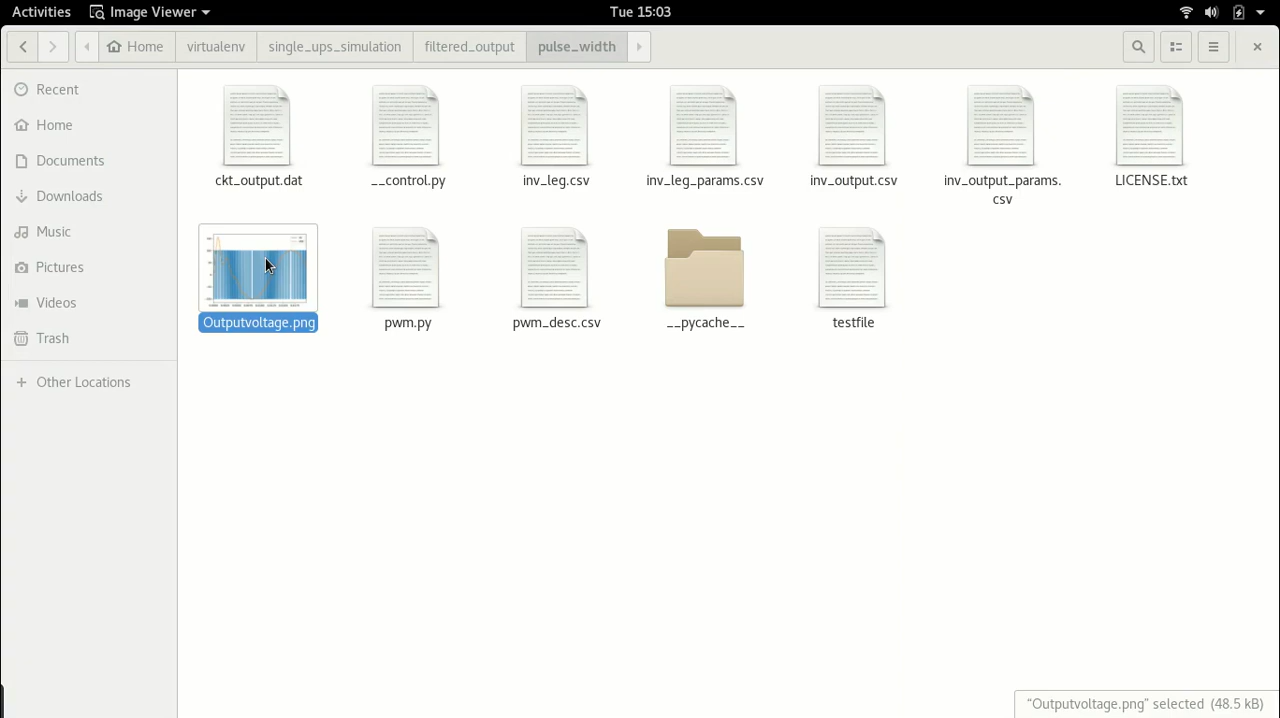 Activities Image Viewer Tue 15:03
Home virtualenv single_ups_simulation filtered_output pulse_width
Recent
Home
Documents
Downloads
Music
Pictures
Videos
Trash
Other Locations
ckt_output.dat __control.py inv_leg.csv inv_leg_params.csv inv_output.csv inv_output_params. LICENSE.txt
csv
Outputvoltage.png pwm.py pwm_desc.csv __pycache__ testfile
“Outputvoltage.png” selected (48.5 kB)